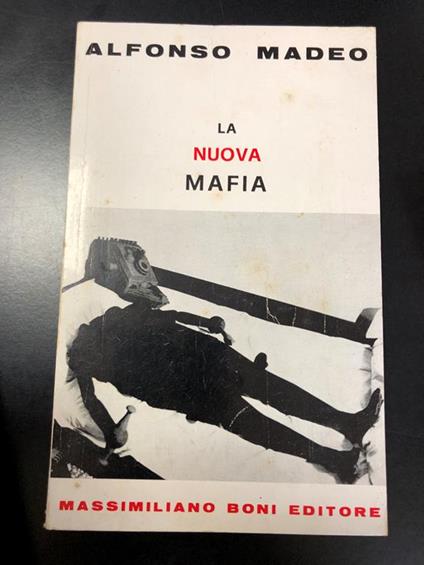 ALFONSO MADEO
LA
NUOVA
MAFIA
MASSIMILIANO BONI EDITORE